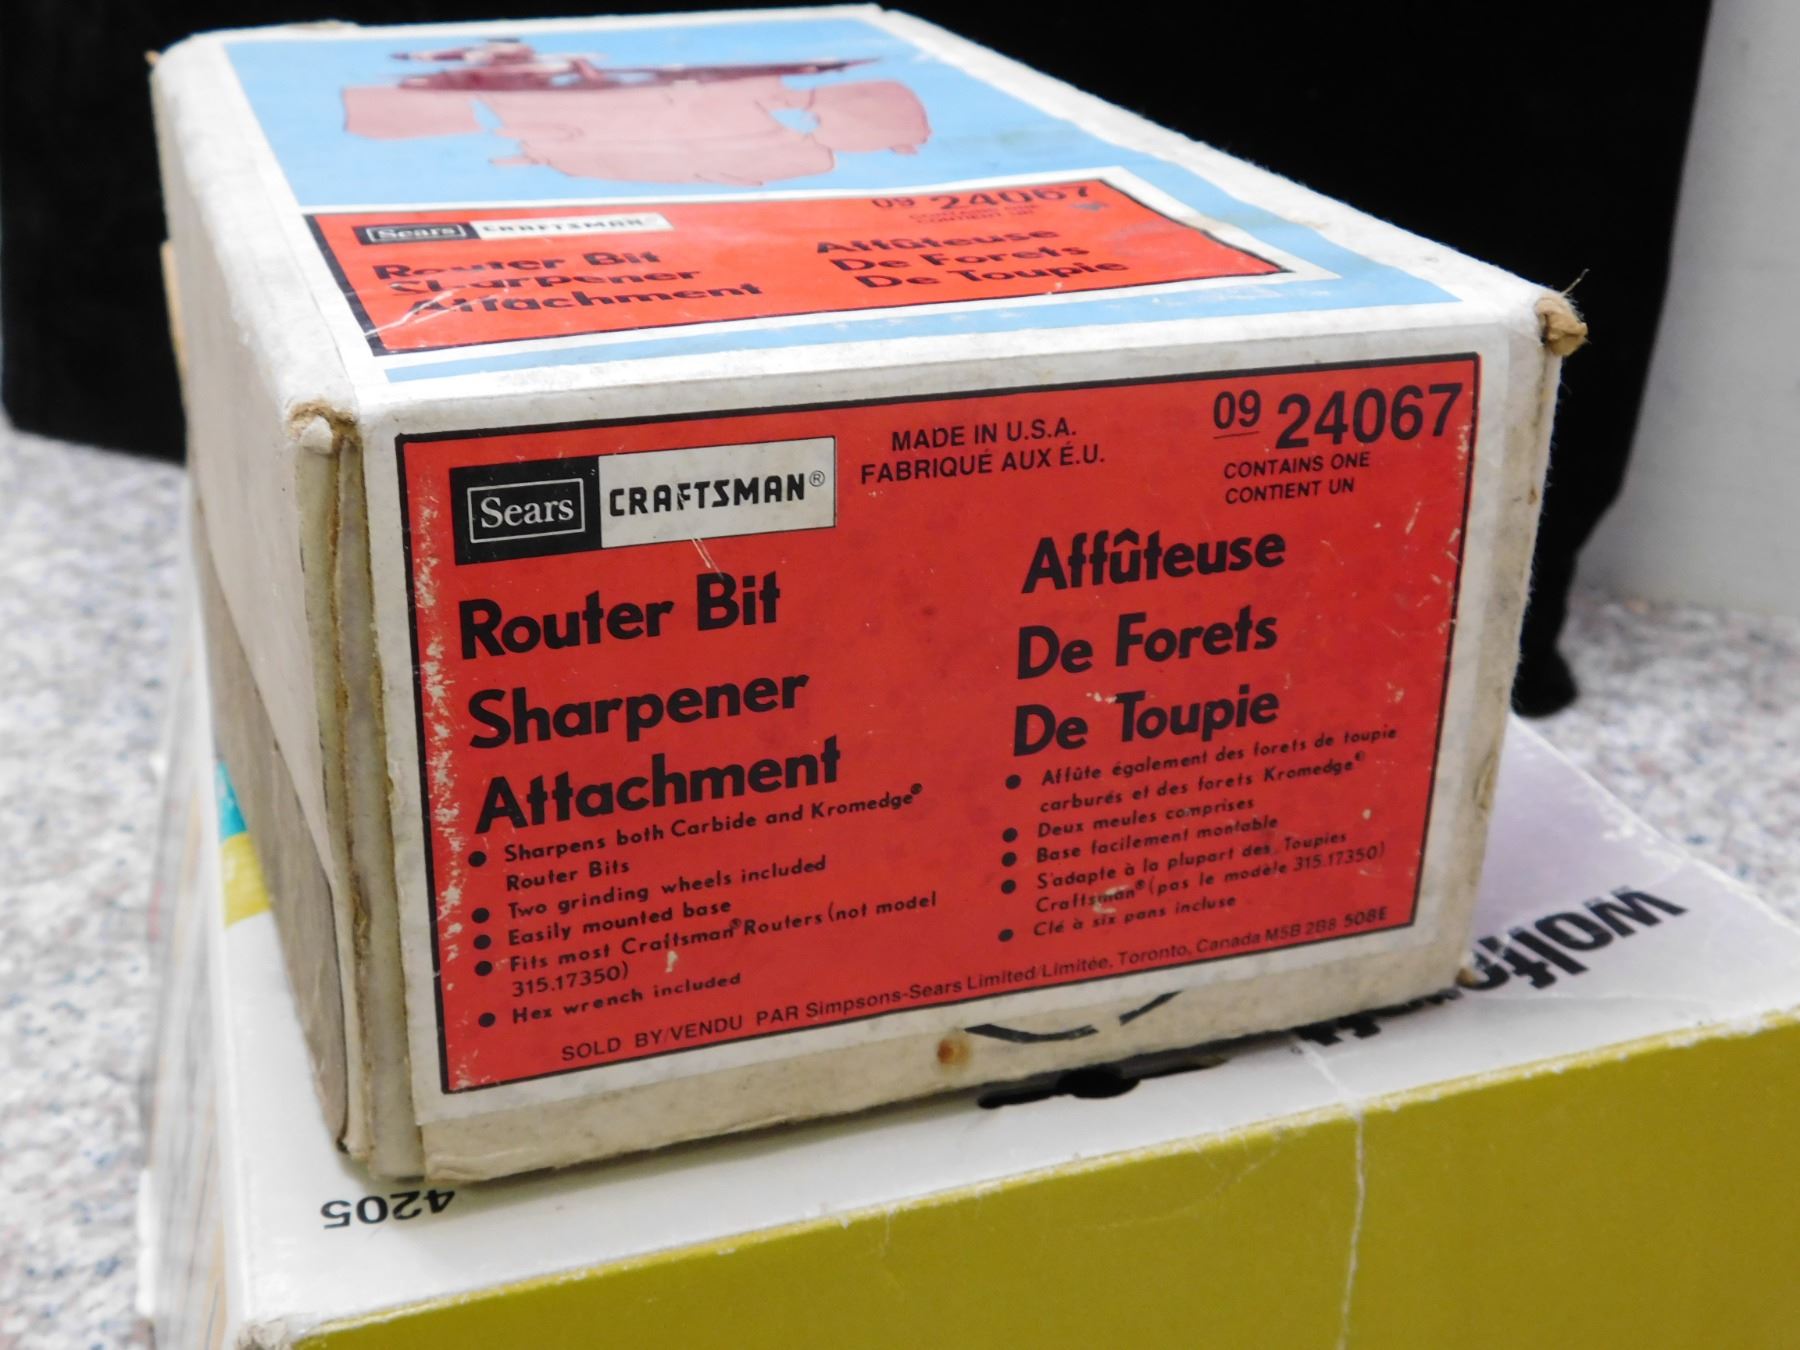 Sears CRAFTSMAN
09 24067
CONTIENT UN
Router Bit
Sharpener
Attachment
Affûteuse
De Forets
De Toupie
Sears CRAFTSMAN®
MADE IN U.S.A.
FABRIQUÉ AUX É.U.
09 24067
CONTAINS ONE
CONTIENT UN
Router Bit
Sharpener
Attachment
• Sharpens both Carbide and Kromedge®
Router Bits
• Two grinding wheels included
• Easily mounted base
• Fits most Craftsman® Routers (not model
315.17350)
• Hex wrench included
Affûteuse
De Forets
De Toupie
• Affûte également des forets de toupie
carburés et des forets Kromedge®
• Deux meules comprises
• Base facilement montable
• S'adapte à la plupart des Toupies
Craftsman® (pas le modèle 315.17350)
• Clé à six pans incluse
SOLD BY/VENDU PAR Simpsons-Sears Limited/Limitée, Toronto, Canada M5B 2B8 508E
4205